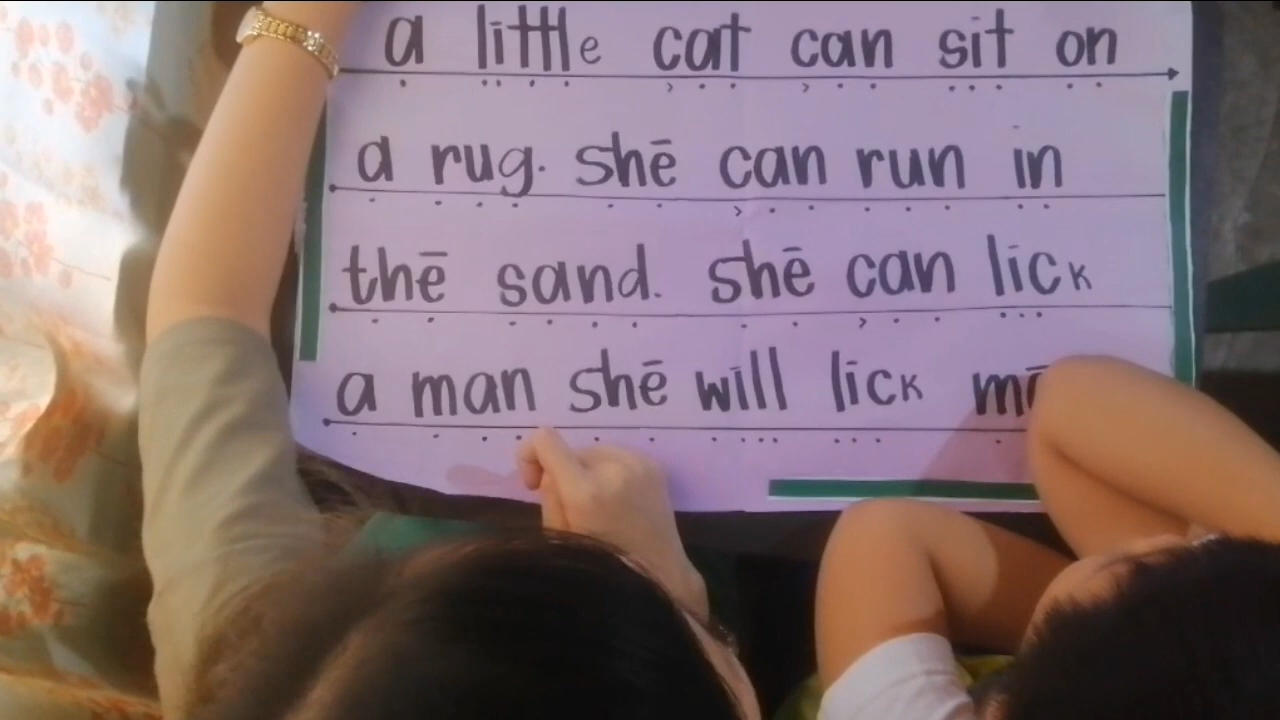 a little cat can sit on
a rug. shē can run in
thē sand. shē can lick
a man shē will lick